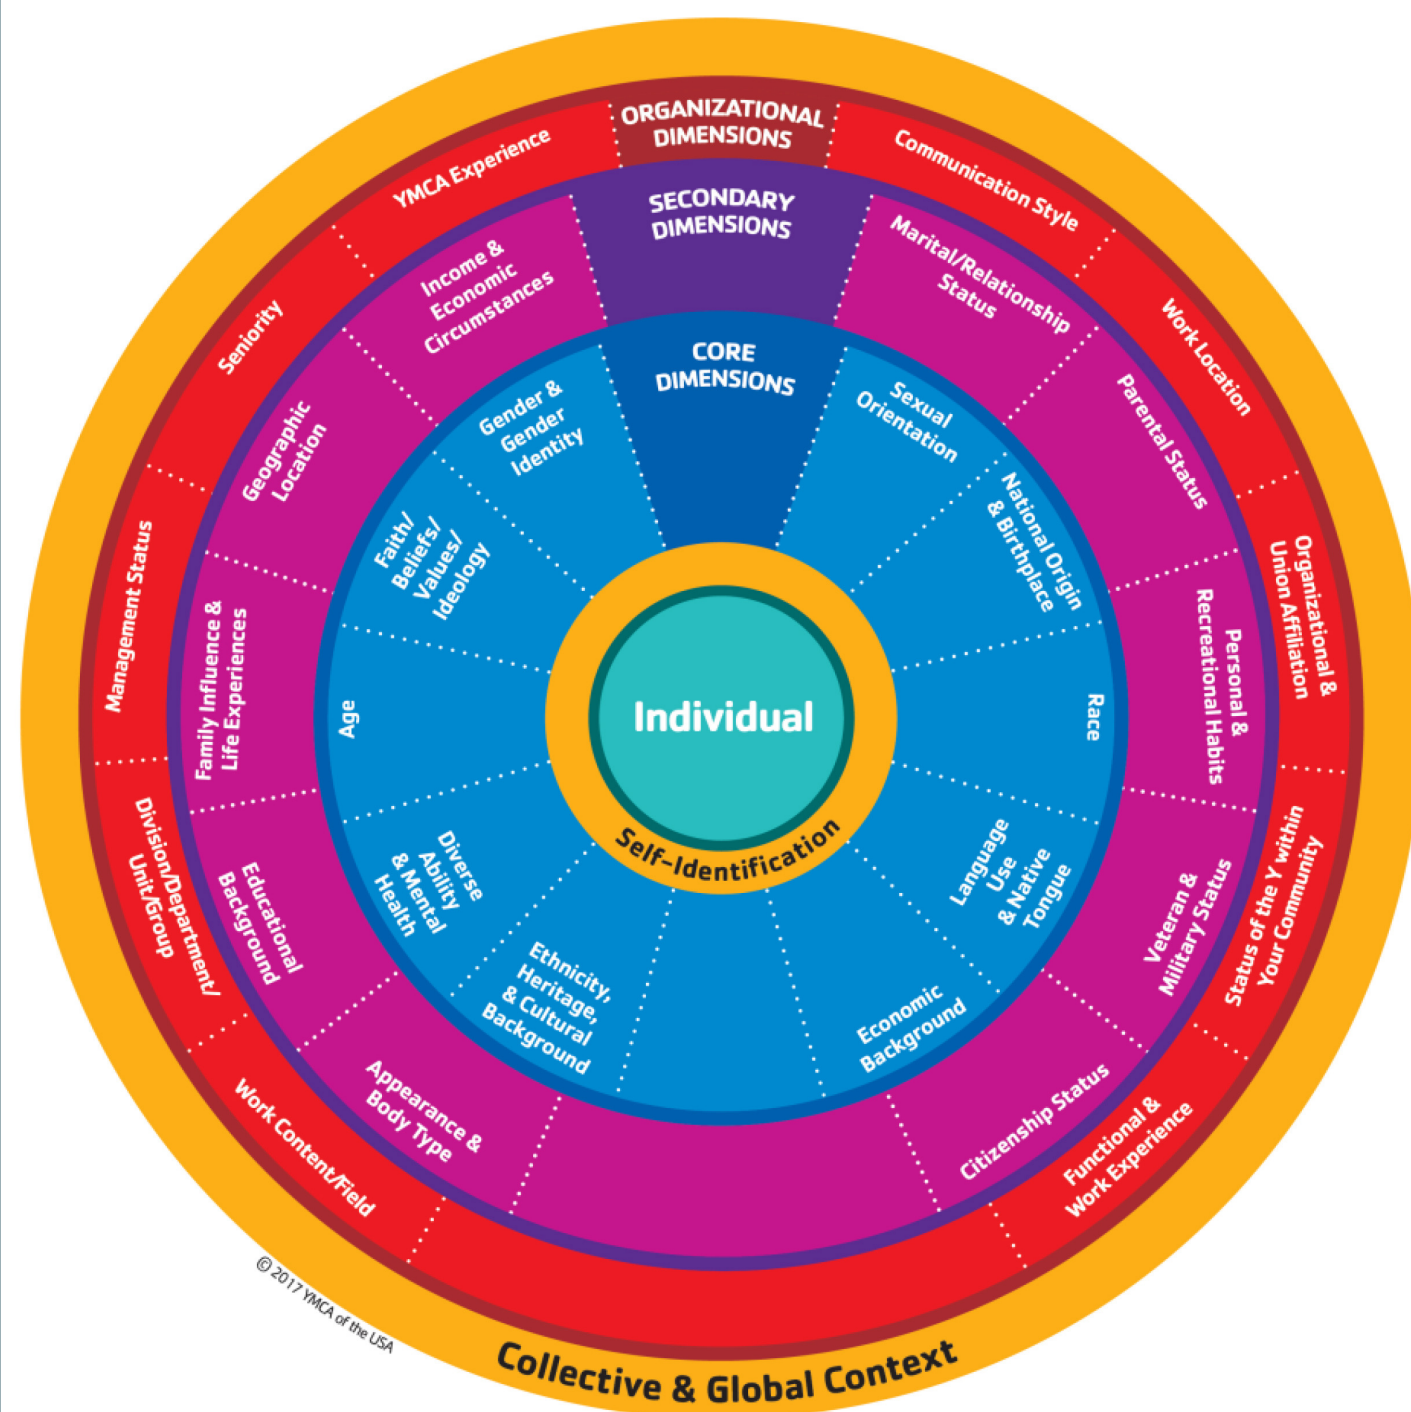 ORGANIZATIONAL
DIMENSIONS
Communication Style
Work Location
Organizational &
Union Affiliation
Status of the Y within
Your Community
Functional &
Work Experience
Work Content/Field
Division/Department/
Unit/Group
Management Status
Seniority
YMCA Experience
SECONDARY
DIMENSIONS
Marital/Relationship
Status
Parental Status
Personal &
Recreational Habits
Veteran &
Military Status
Citizenship Status
Appearance &
Body Type
Educational
Background
Family Influence &
Life Experiences
Geographic
Location
Income &
Economic
Circumstances
CORE
DIMENSIONS
Sexual
Orientation
National Origin
& Birthplace
Race
Language
Use
& Native
Tongue
Economic
Background
Ethnicity,
Heritage,
& Cultural
Background
Diverse
Ability
& Mental
Health
Age
Faith/
Beliefs/
Values/
Ideology
Gender &
Gender
Identity
Individual
Self-Identification
Collective & Global Context
© 2017 YMCA of the USA